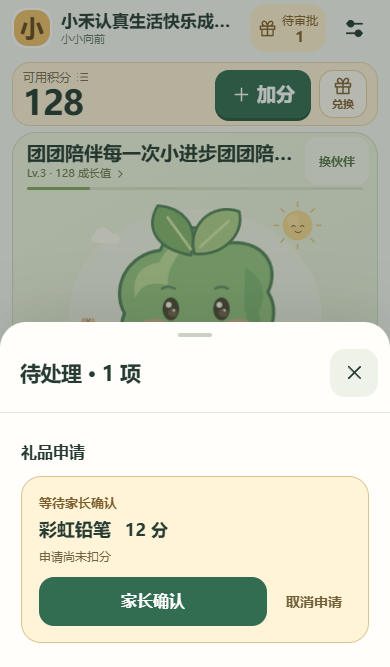 小
小禾认真生活快乐成...
小小向前
待审批
1
可用积分
128
+ 加分
兑换
团团陪伴每一次小进步团团陪...
Lv.3 · 128 成长值 >
换伙伴
待处理 · 1 项
礼品申请
等待家长确认
彩虹铅笔 12 分
申请尚未扣分
家长确认
取消申请